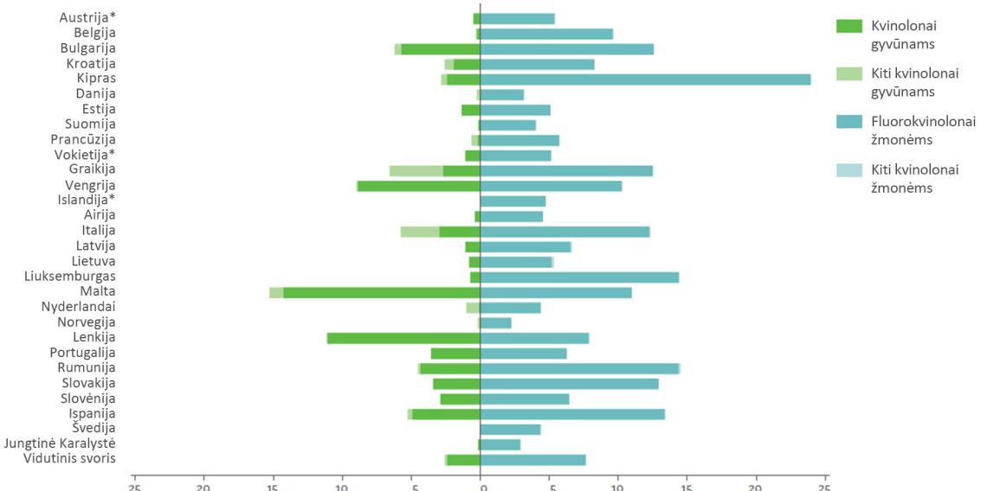 Austrija*
Belgija
Bulgarija
Kroatija
Kipras
Danija
Estija
Suomija
Prancūzija
Vokietija*
Graikija
Vengrija
Islandija*
Airija
Italija
Latvija
Lietuva
Liuksemburgas
Malta
Nyderlandai
Norvegija
Lenkija
Portugalija
Rumunija
Slovakija
Slovėnija
Ispanija
Švedija
Jungtinė Karalystė
Vidutinis svoris
25 20 15 10 5 0 5 10 15 20 25
Kvinolonai
gyvūnams
Kiti kvinolonai
gyvūnams
Fluorokvinolonai
žmonėms
Kiti kvinolonai
žmonėms